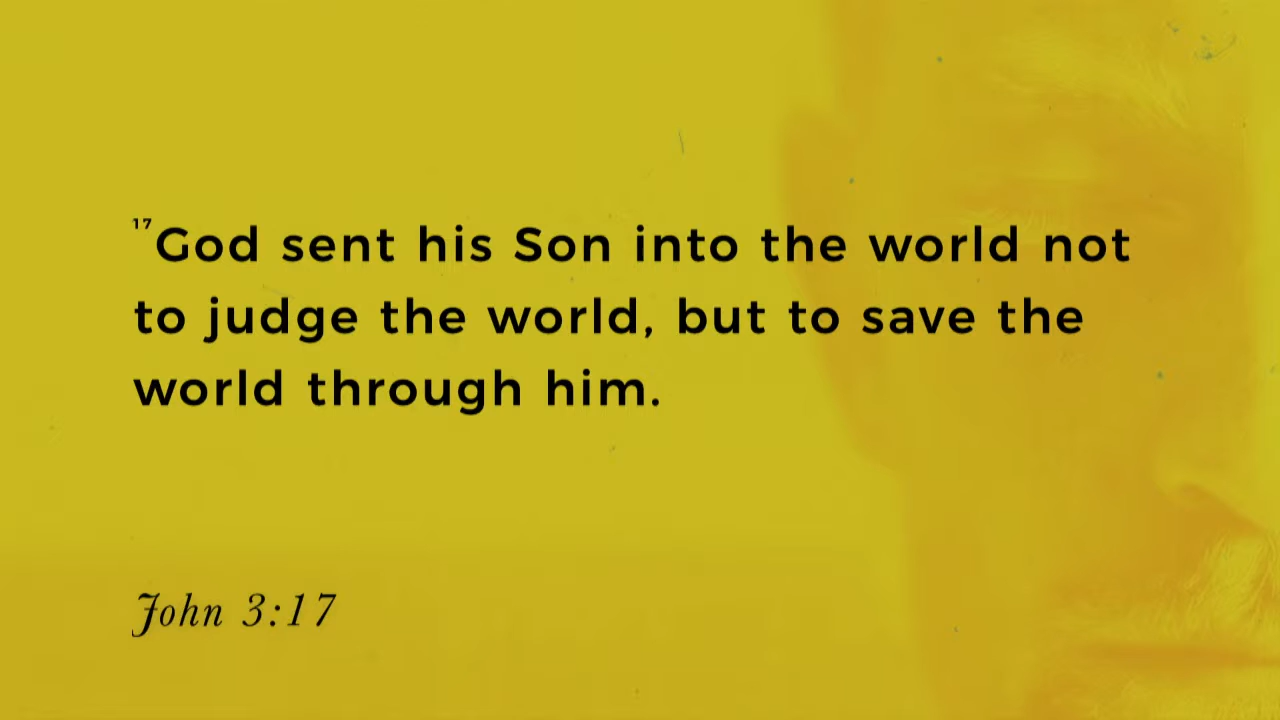 17God sent his Son into the world not
to judge the world, but to save the
world through him.
John 3:17